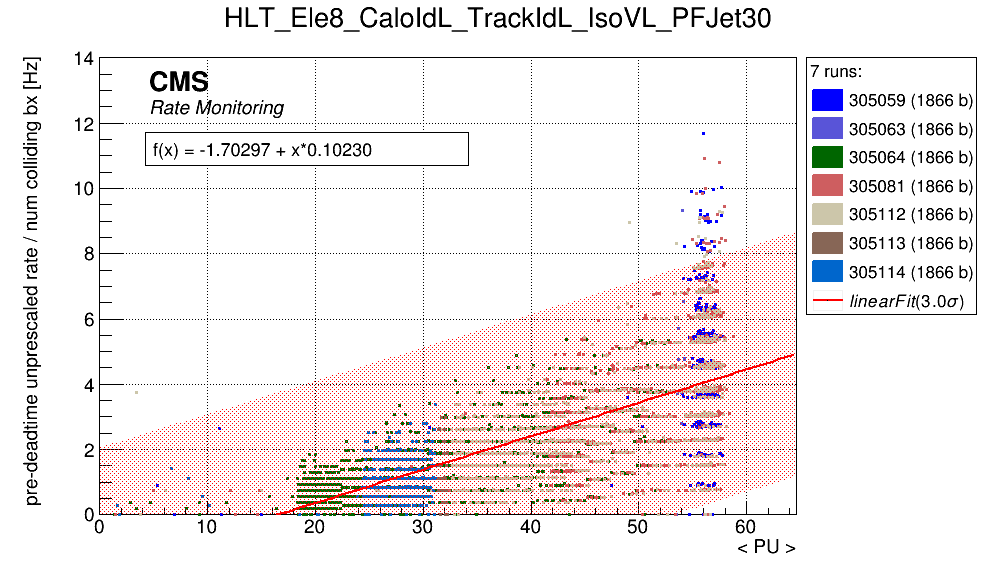 HLT_Ele8_CaloIdL_TrackIdL_IsoVL_PFJet30
pre-deadtime unprescaled rate / num colliding bx [Hz]
14
12
10
8
6
4
2
0
CMS
Rate Monitoring
f(x) = -1.70297 + x*0.10230
0 10 20 30 40 50 60
< PU >
7 runs:
305059 (1866 b)
305063 (1866 b)
305064 (1866 b)
305081 (1866 b)
305112 (1866 b)
305113 (1866 b)
305114 (1866 b)
linearFit(3.0σ)